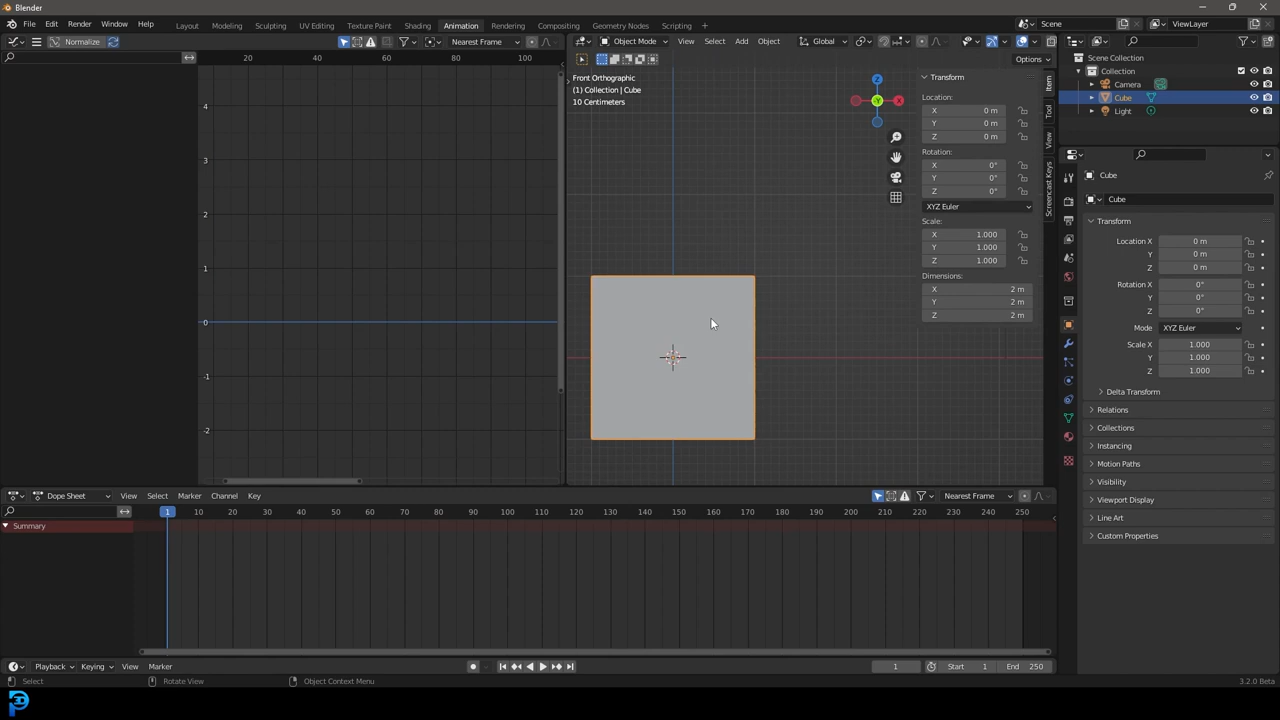 Blender
File Edit Render Window Help Layout Modeling Sculpting UV Editing Texture Paint Shading Animation Rendering Compositing Geometry Nodes Scripting + Scene ViewLayer
Normalize Nearest Frame
20 40 60 80 100
4
3
2
1
0
-1
-2
Object Mode View Select Add Object Global
Options
Front Orthographic
(1) Collection | Cube
10 Centimeters
Z
Y
X
Transform
Location:
X 0 m
Y 0 m
Z 0 m
Rotation:
X 0°
Y 0°
Z 0°
XYZ Euler
Scale:
X 1.000
Y 1.000
Z 1.000
Dimensions:
X 2 m
Y 2 m
Z 2 m
Item
Tool
View
Screencast Keys
Scene Collection
Collection
Camera
Cube
Light
Cube
Cube
Transform
Location X 0 m
Y 0 m
Z 0 m
Rotation X 0°
Y 0°
Z 0°
Mode XYZ Euler
Scale X 1.000
Y 1.000
Z 1.000
Delta Transform
Relations
Collections
Instancing
Motion Paths
Visibility
Viewport Display
Line Art
Custom Properties
Dope Sheet View Select Marker Channel Key Nearest Frame
1 10 20 30 40 50 60 70 80 90 100 110 120 130 140 150 160 170 180 190 200 210 220 230 240 250
Summary
Playback Keying View Marker 1 Start 1 End 250
Select Rotate View Object Context Menu 3.2.0 Beta